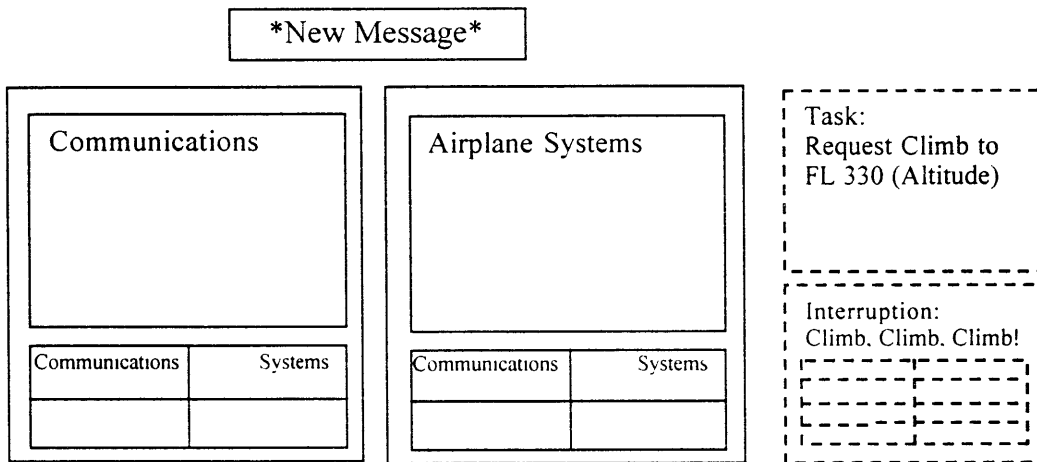 *New Message*
Communications
Communications Systems
Airplane Systems
Communications Systems
Task:
Request Climb to
FL 330 (Altitude)
Interruption:
Climb, Climb, Climb!